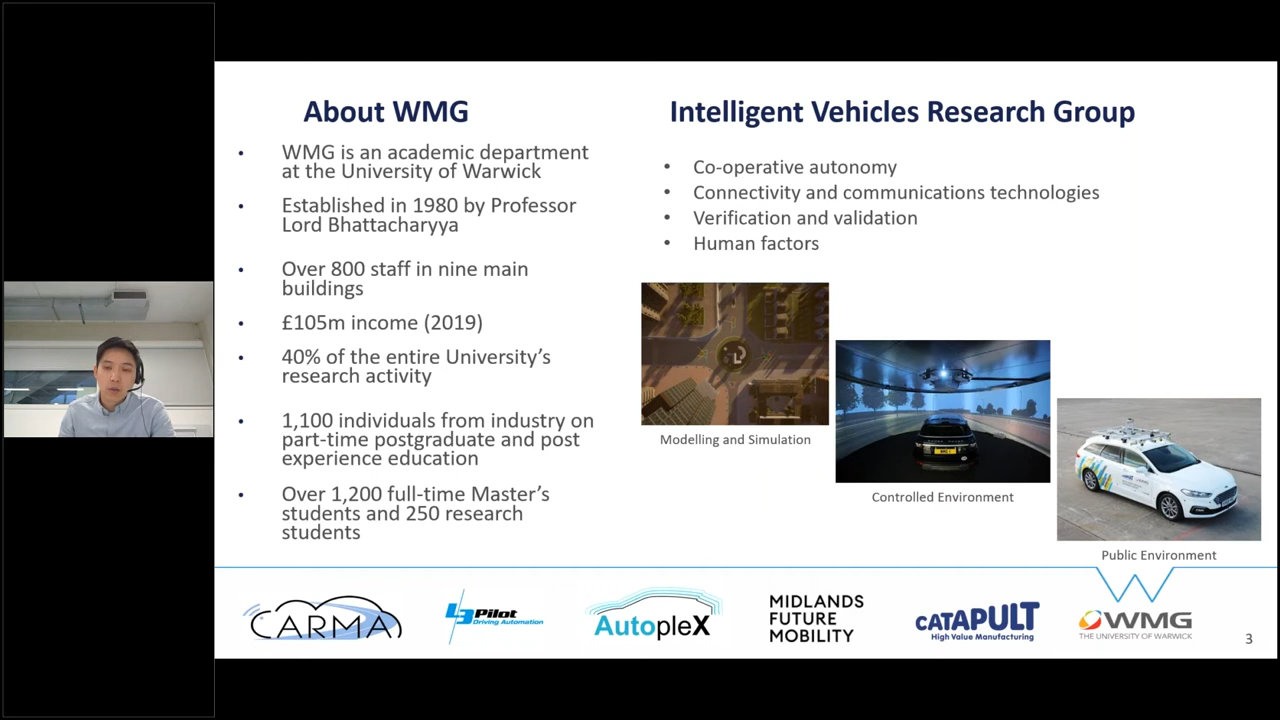 About WMG
WMG is an academic department
at the University of Warwick
Established in 1980 by Professor
Lord Bhattacharyya
Over 800 staff in nine main
buildings
£105m income (2019)
40% of the entire University's
research activity
1,100 individuals from industry on
part-time postgraduate and post
experience education
Over 1,200 full-time Master's
students and 250 research
students
Intelligent Vehicles Research Group
Co-operative autonomy
Connectivity and communications technologies
Verification and validation
Human factors
Modelling and Simulation
Controlled Environment
Public Environment
CARMA
L3 Pilot
Driving Automation
AutopleX
MIDLANDS
FUTURE
MOBILITY
CATAPULT
High Value Manufacturing
WMG
THE UNIVERSITY OF WARWICK
3